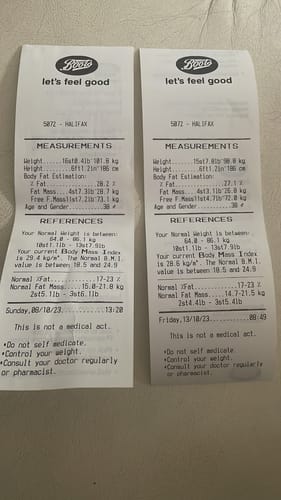 Boots
let's feel good
5072 - HALIFAX
MEASUREMENTS
Weight......16st0.4lb 101.8 kg
Height..........6ft1.2in 186 cm
Body Fat Estimation:
% Fat....................28.2 %
Fat Mass....4st7.3lb 28.7 kg
Free F.Mass11st7.2lb 73.1 kg
Age and Gender..........38 ♂
REFERENCES
Your Normal Weight is between:
64.0 - 86.1 kg
10st1.1lb - 13st7.9lb
Your current Body Mass Index
is 29.4 kg/m². The Normal B.M.I.
value is between 18.5 and 24.9
Normal %Fat.............17-23 %
Normal Fat Mass.....15.0-21.8 kg
2st5.1lb - 3st6.1lb
Sunday,08/10/23...........13:20
This is not a medical act.
•Do not self medicate.
•Control your weight.
•Consult your doctor regularly
or pharmacist.
Boots
let's feel good
5072 - HALIFAX
MEASUREMENTS
Weight......15st7.8lb 98.8 kg
Height..........6ft1.2in 186 cm
Body Fat Estimation:
% Fat....................27.1 %
Fat Mass....4st3.1lb 26.8 kg
Free F.Mass11st4.7lb 72.0 kg
Age and Gender..........38 ♂
REFERENCES
Your Normal Weight is between:
64.0 - 86.1 kg
10st1.1lb - 13st7.9lb
Your current Body Mass Index
is 28.6 kg/m². The Normal B.M.I.
value is between 18.5 and 24.9
Normal %Fat.............17-23 %
Normal Fat Mass.....14.7-21.5 kg
2st4.4lb - 3st5.4lb
Friday,13/10/23...........09:49
This is not a medical act.
•Do not self medicate.
•Control your weight.
•Consult your doctor regularly
or pharmacist.